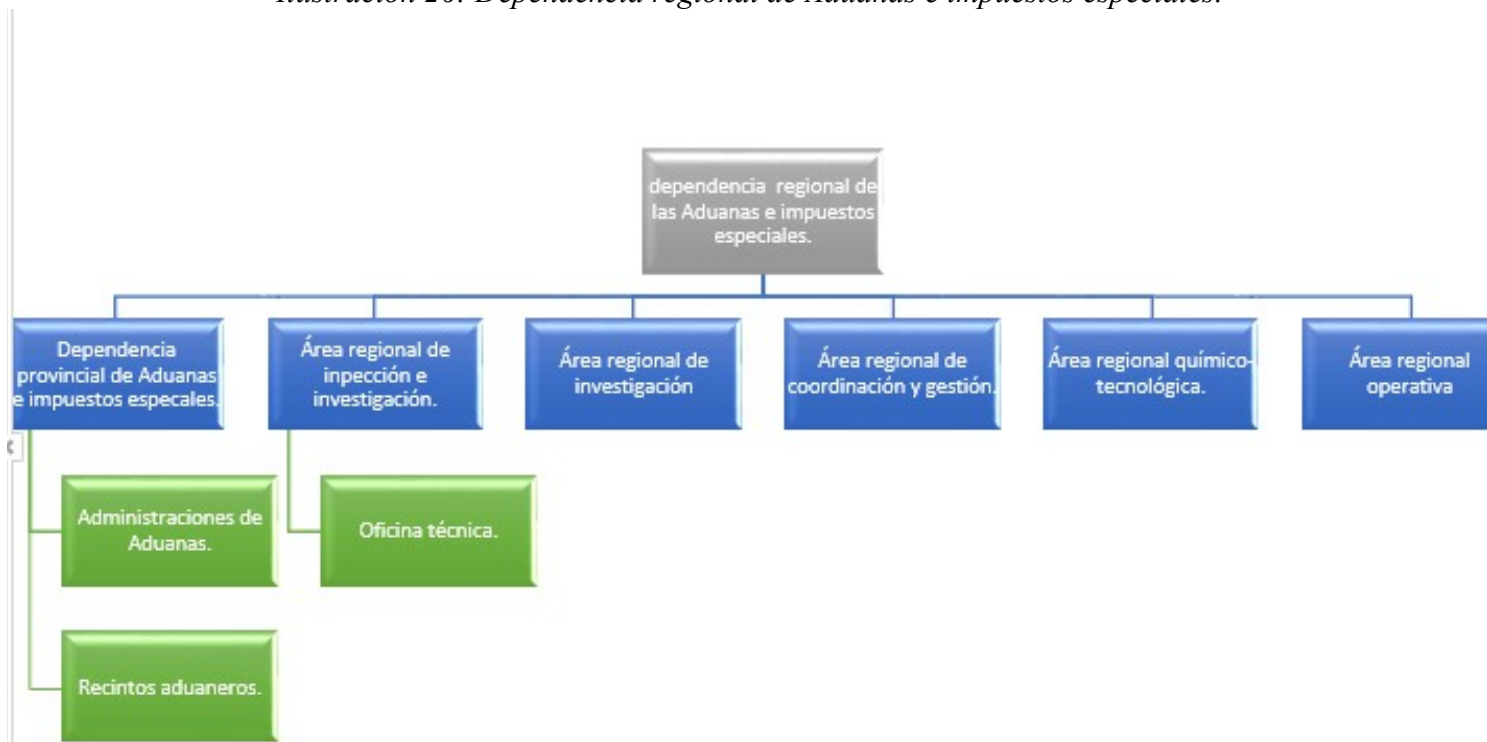 Ilustración 20: Dependencia regional de Aduanas e impuestos especiales.
dependencia regional de
las Aduanas e impuestos
especiales.
Dependencia
provincial de Aduanas
e impuestos especales.
Área regional de
inpección e
investigación.
Área regional de
investigación
Área regional de
coordinación y gestión.
Área regional químico-
tecnológica.
Área regional
operativa
Administraciones de
Aduanas.
Oficina técnica.
Recintos aduaneros.